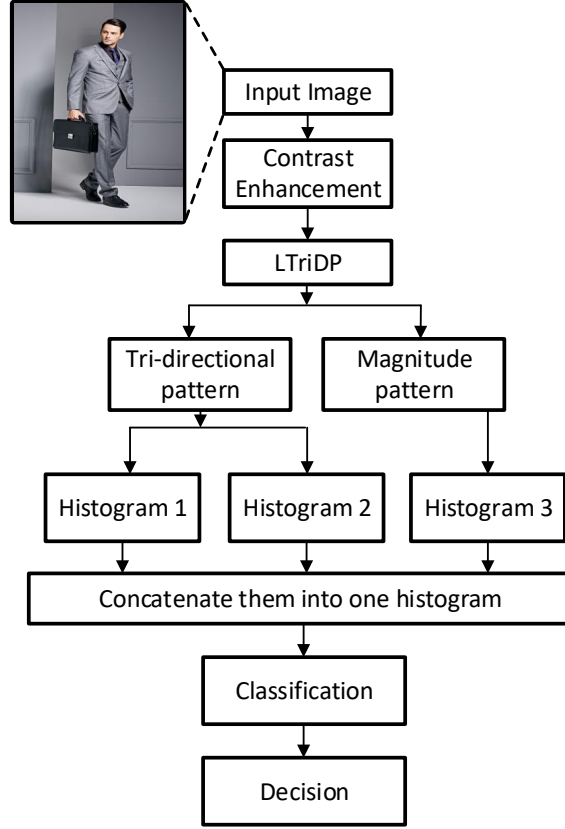 Input Image
Contrast
Enhancement
LTriDP
Tri-directional
pattern
Magnitude
pattern
Histogram 1
Histogram 2
Histogram 3
Concatenate them into one histogram
Classification
Decision